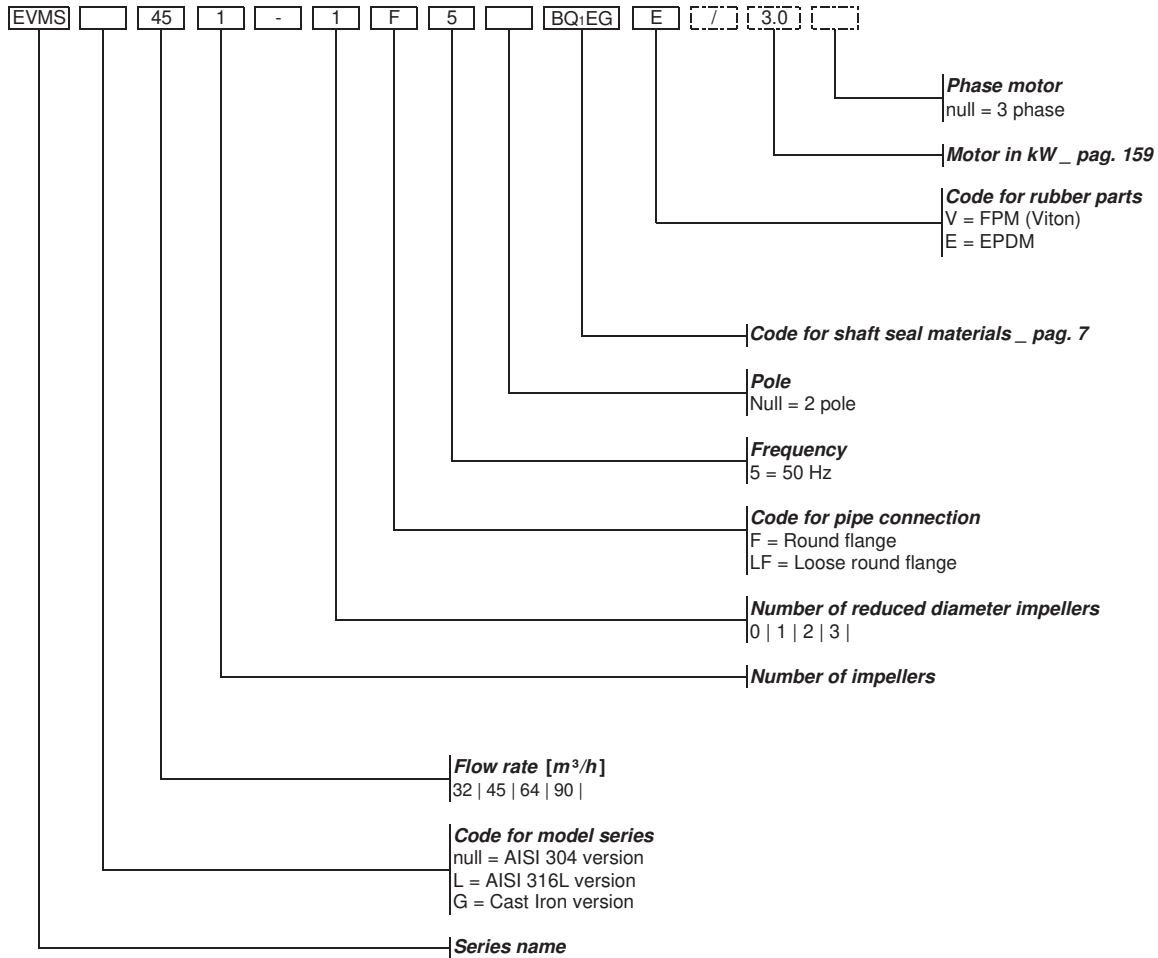 EVMS 45 1 - 1 F 5 BQ1EG E / 3.0
Phase motor
null = 3 phase
Motor in kW _ pag. 159
Code for rubber parts
V = FPM (Viton)
E = EPDM
Code for shaft seal materials _ pag. 7
Pole
Null = 2 pole
Frequency
5 = 50 Hz
Code for pipe connection
F = Round flange
LF = Loose round flange
Number of reduced diameter impellers
0 | 1 | 2 | 3 |
Number of impellers
Flow rate [m³/h]
32 | 45 | 64 | 90 |
Code for model series
null = AISI 304 version
L = AISI 316L version
G = Cast Iron version
Series name